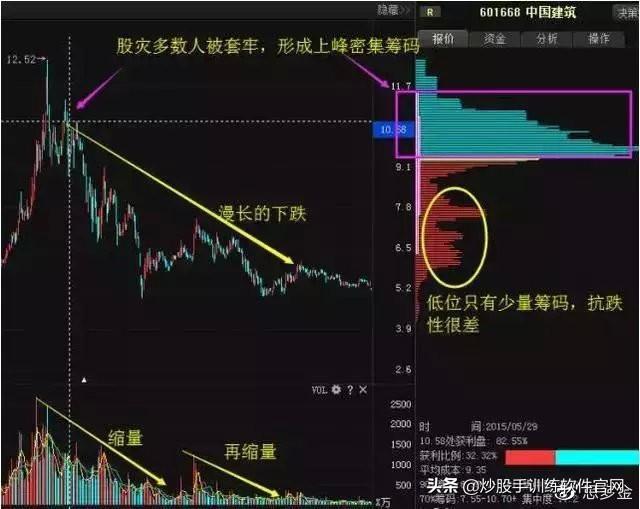 隐藏>>
R 601668 中国建筑 决策
报价 资金 分析 操作
股灾多数人被套牢，形成上峰密集筹码
12.52→
11.7
10.58
9.1
漫长的下跌
7.8
6.5
5.2
低位只有少量筹码，抗跌
性很差
3.9
2.6
VOL ? ×
2500
2000
缩量
再缩量
1500
1000
500
X万
时 间:2015/05/29
10.58处获利盘: 82.55%
获利比例:32.32%
平均成本: 9.35
70%筹码: 7.55-10.70+ 集中度
头条 @炒股手训练软件官网